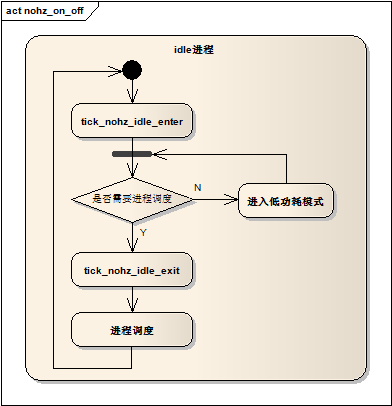 act nohz_on_off
idle进程
tick_nohz_idle_enter
是否需要进程调度
N
进入低功耗模式
Y
tick_nohz_idle_exit
进程调度